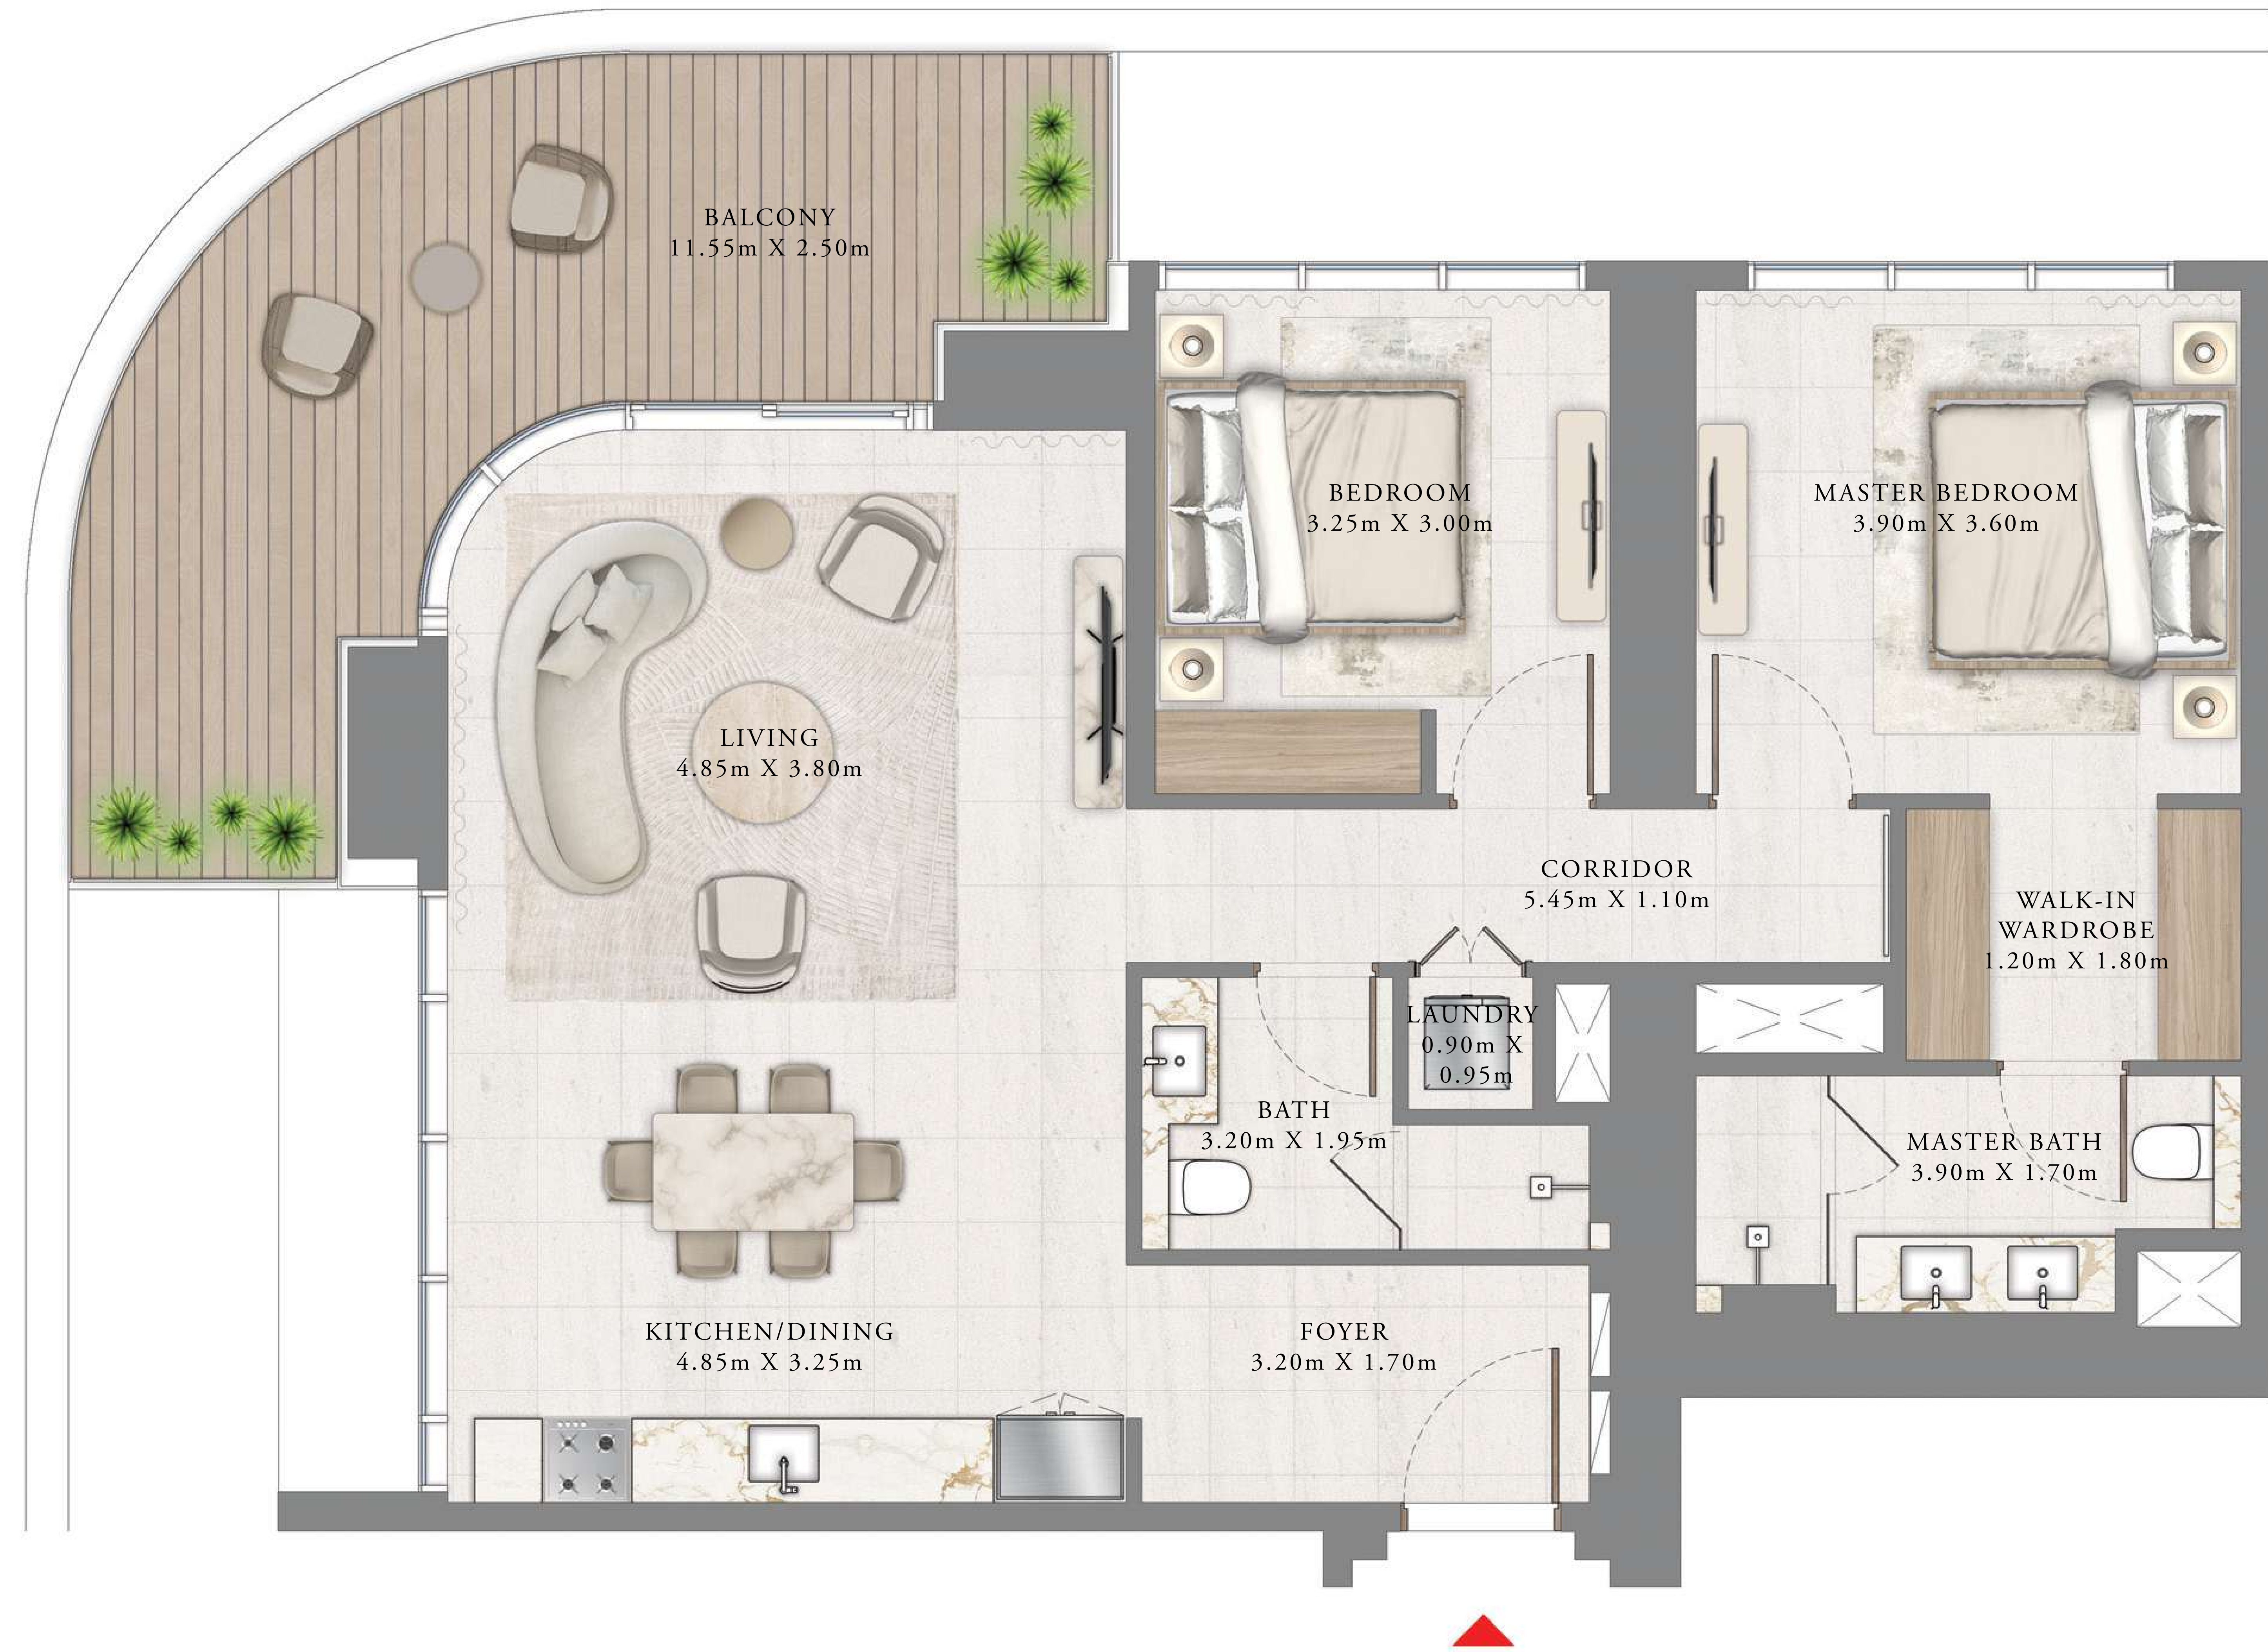 BALCONY
11.55m X 2.50m
BEDROOM
3.25m X 3.00m
MASTER BEDROOM
3.90m X 3.60m
LIVING
4.85m X 3.80m
CORRIDOR
5.45m X 1.10m
WALK-IN
WARDROBE
1.20m X 1.80m
LAUNDRY
0.90m X
0.95m
BATH
3.20m X 1.95m
MASTER BATH
3.90m X 1.70m
KITCHEN/DINING
4.85m X 3.25m
FOYER
3.20m X 1.70m